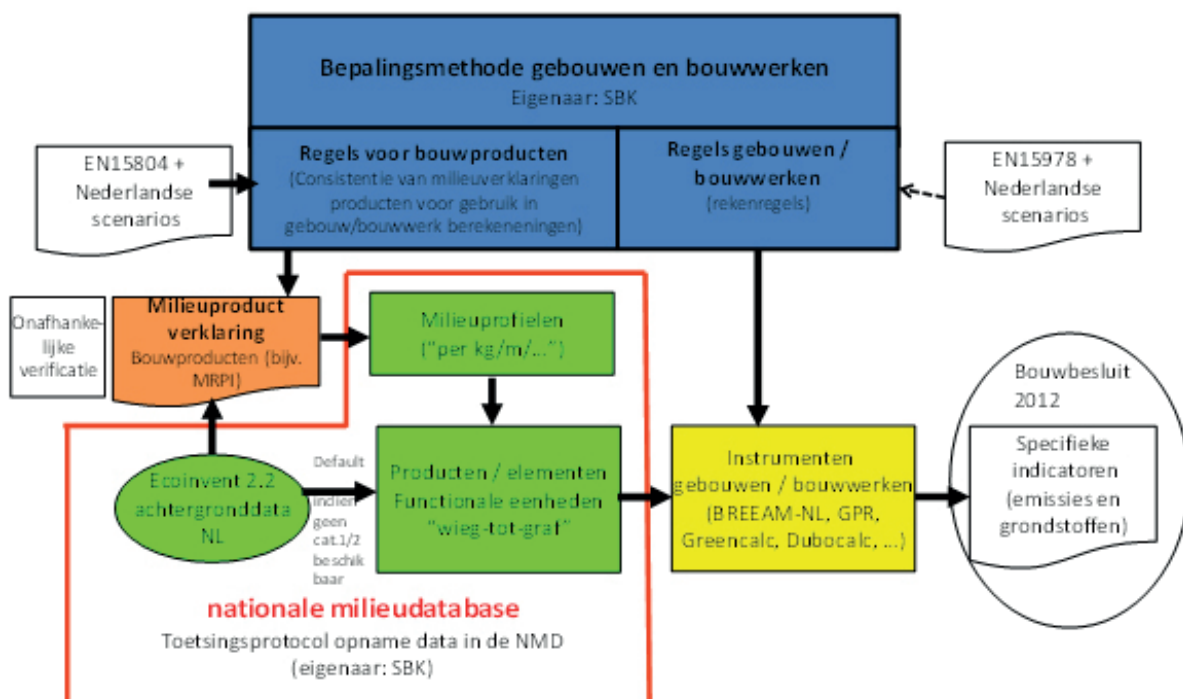 Bepalingsmethode gebouwen en bouwwerken
Eigenaar: SBK
EN15804 +
Nederlandse
scenarios
Regels voor bouwproducten
(Consistentie van milieuverklaringen
producten voor gebruik in
gebouw/bouwwerk berekeneningen)
Regels gebouwen /
bouwwerken
(rekenregels)
EN15978 +
Nederlandse
scenarios
Onafhanke-
lijke
verificatie
Milieuproduct
verklaring
Bouwproducten (bijv.
MRPI)
Milieuprofielen
("per kg/m/...")
Bouwbesluit
2012
Ecoinvent 2.2
achtergronddata
NL
Default
indien
geen
cat.1/2
beschik
baar
Producten / elementen
Functionale eenheden
"wieg-tot-graf"
Instrumenten
gebouwen / bouwwerken
(BREEAM-NL, GPR,
Greencalc, Dubocalc, ...)
Specifieke
indicatoren
(emissies en
grondstoffen)
nationale milieudatabase
Toetsingsprotocol opname data in de NMD
(eigenaar: SBK)